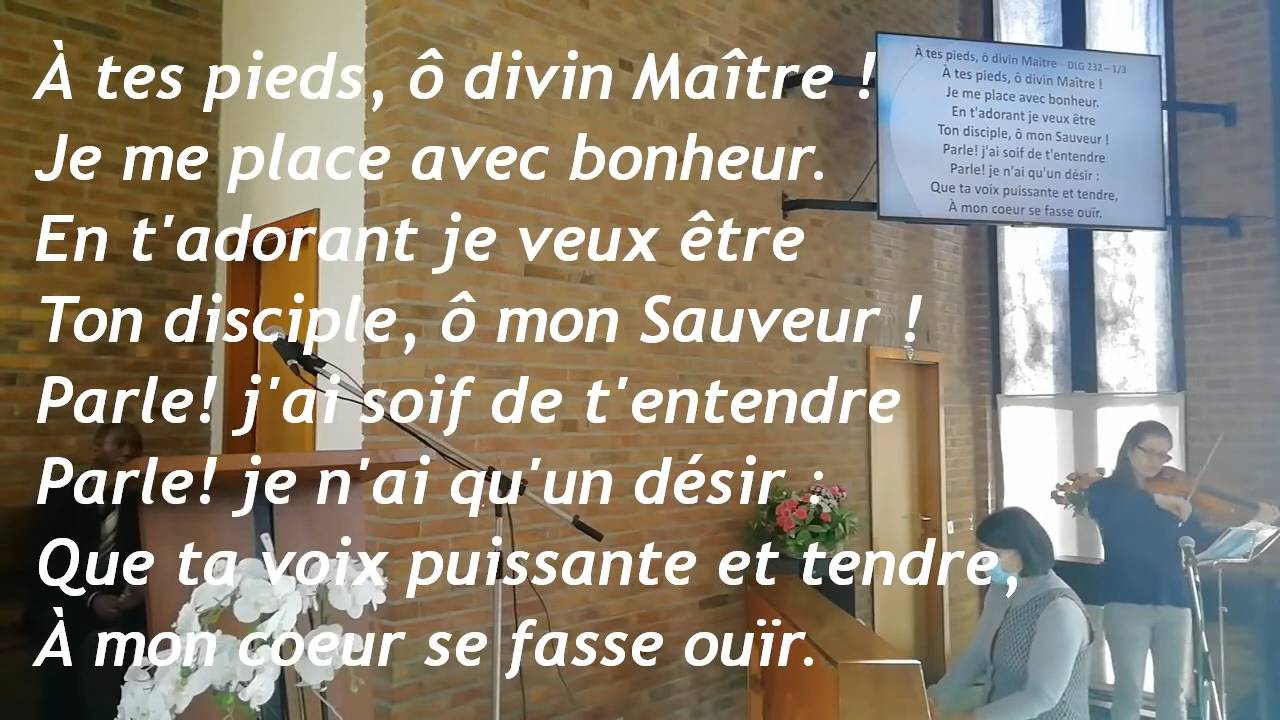 À tes pieds, ô divin Maître !
Je me place avec bonheur.
En t'adorant je veux être
Ton disciple, ô mon Sauveur !
Parle! j'ai soif de t'entendre
Parle! je n'ai qu'un désir :
Que ta voix puissante et tendre,
À mon coeur se fasse ouïr.
À tes pieds, ô divin Maître DLG 232 – 1/3
À tes pieds, ô divin Maître !
Je me place avec bonheur.
En t'adorant je veux être
Ton disciple, ô mon Sauveur !
Parle! j'ai soif de t'entendre
Parle! je n'ai qu'un désir :
Que ta voix puissante et tendre,
À mon coeur se fasse ouïr.